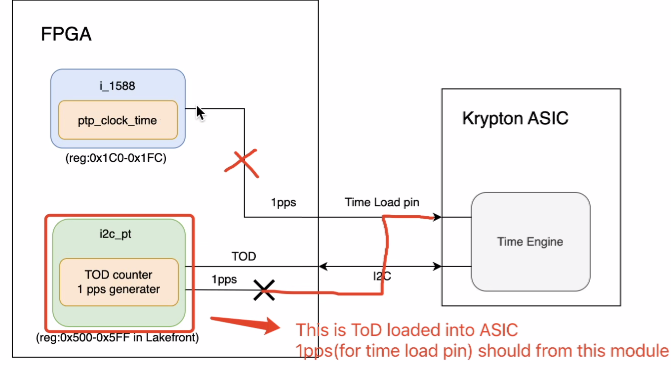 FPGA
i_1588
ptp_clock_time
(reg:0x1C0-0x1FC)
Krypton ASIC
1pps
Time Load pin
i2c_pt
TOD counter
1 pps generater
TOD
I2C
1pps
Time Engine
(reg:0x500-0x5FF in Lakefront)
This is ToD loaded into ASIC
1pps(for time load pin) should from this module